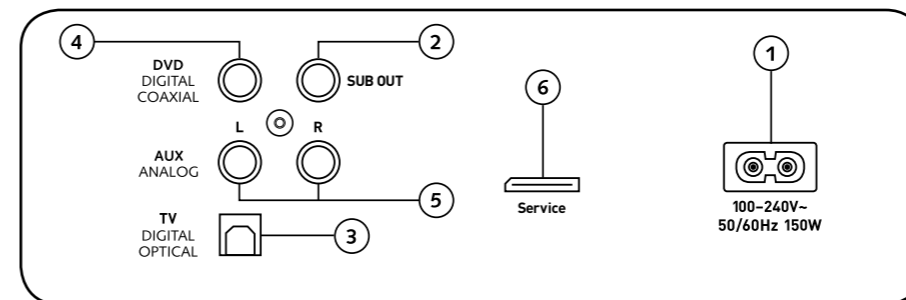 4
2
1
DVD
DIGITAL
COAXIAL
SUB OUT
6
L
R
AUX
ANALOG
5
Service
100–240V~
50/60Hz 150W
TV
DIGITAL
OPTICAL
3